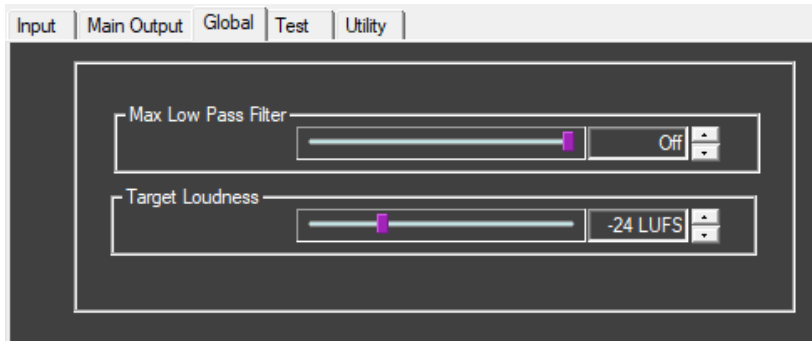 Input Main Output Global Test Utility
Max Low Pass Filter
Off
Target Loudness
-24 LUFS